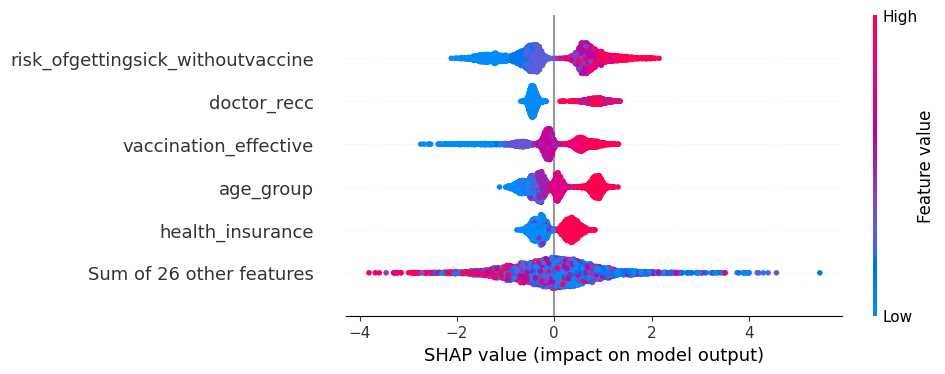 High
risk_ofgettingsick_withoutvaccine
doctor_recc
vaccination_effective
age_group
health_insurance
Sum of 26 other features
Feature value
Low
−4
−2
0
2
4
SHAP value (impact on model output)